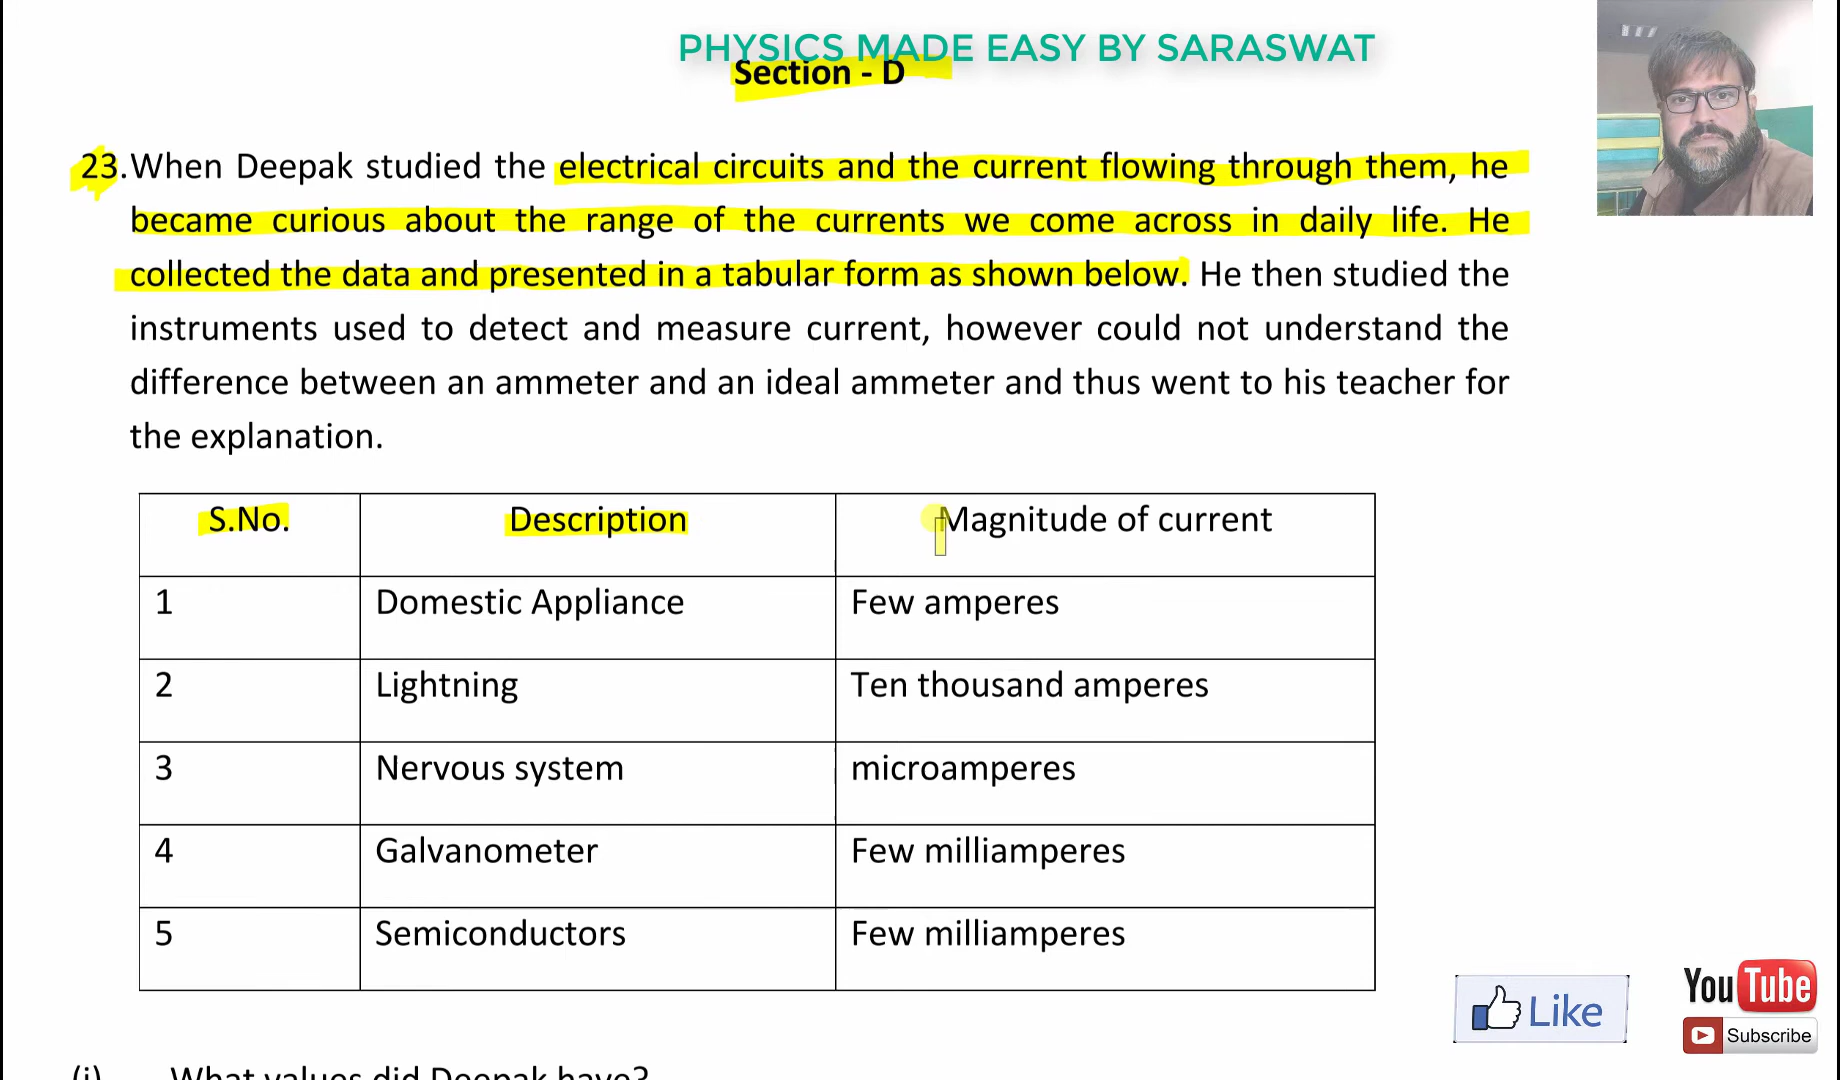 PHYSICS MADE EASY BY SARASWAT
Section - D
23.When Deepak studied the electrical circuits and the current flowing through them, he
became curious about the range of the currents we come across in daily life. He
collected the data and presented in a tabular form as shown below. He then studied the
instruments used to detect and measure current, however could not understand the
difference between an ammeter and an ideal ammeter and thus went to his teacher for
the explanation.
S.No. Description Magnitude of current
1 Domestic Appliance Few amperes
2 Lightning Ten thousand amperes
3 Nervous system microamperes
4 Galvanometer Few milliamperes
5 Semiconductors Few milliamperes
Like
YouTube
Subscribe
(i) What values did Deepak have?